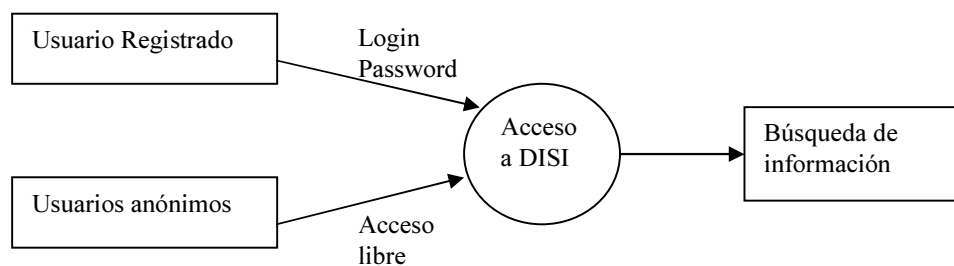 Usuario Registrado
Login
Password
Acceso
a DISI
Búsqueda de
información
Usuarios anónimos
Acceso
libre